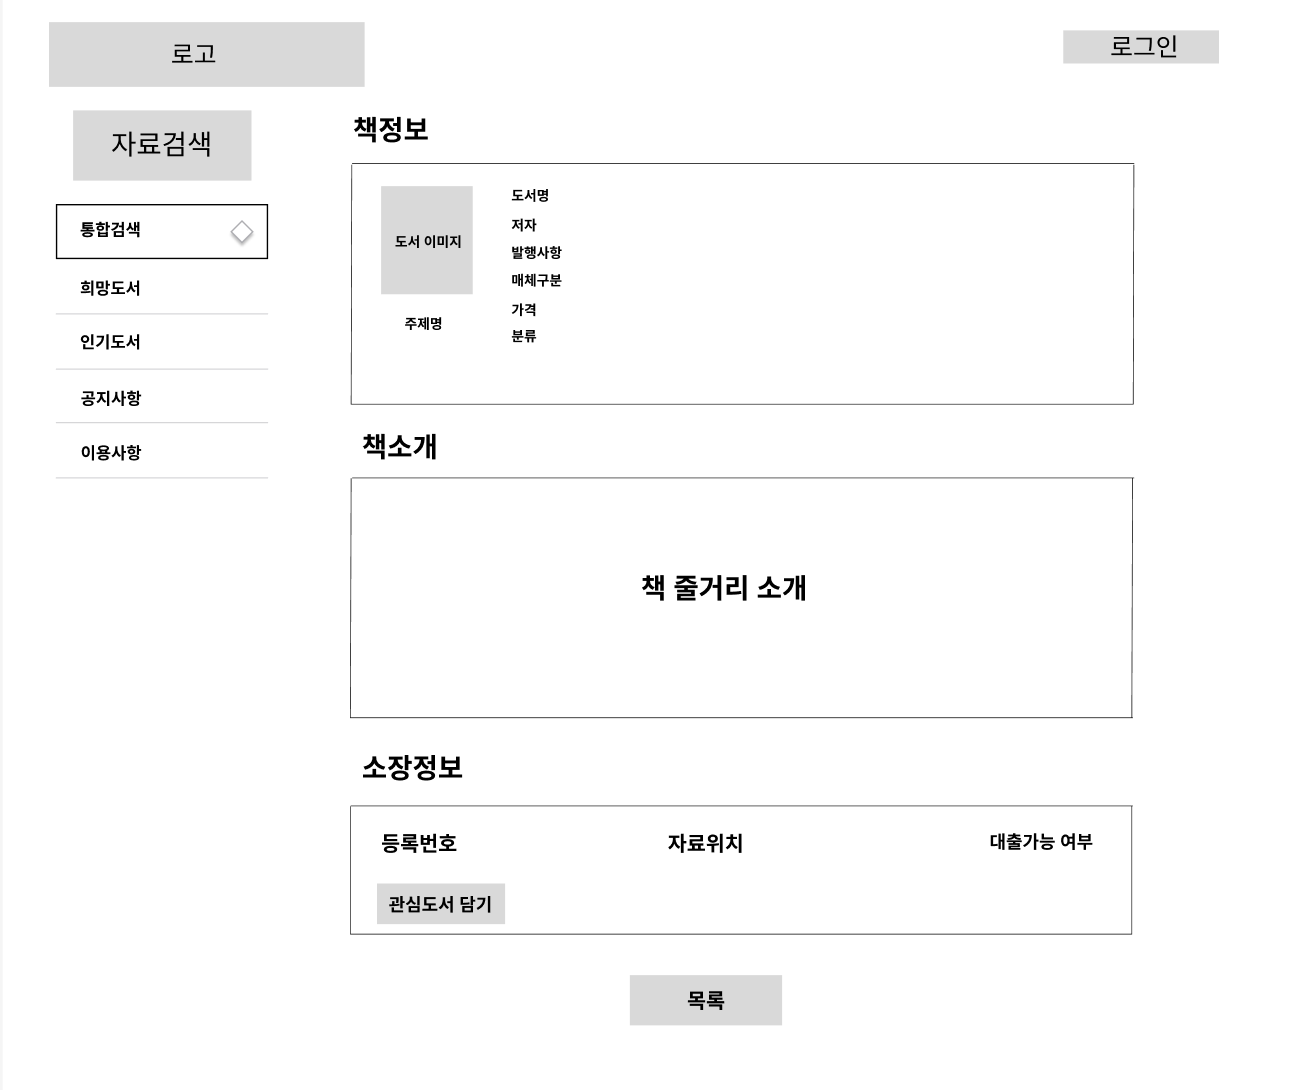 로고
로그인
자료검색
통합검색
희망도서
인기도서
공지사항
이용사항
책정보
도서 이미지
주제명
도서명
저자
발행사항
매체구분
가격
분류
책소개
책 줄거리 소개
소장정보
등록번호
자료위치
대출가능 여부
관심도서 담기
목록